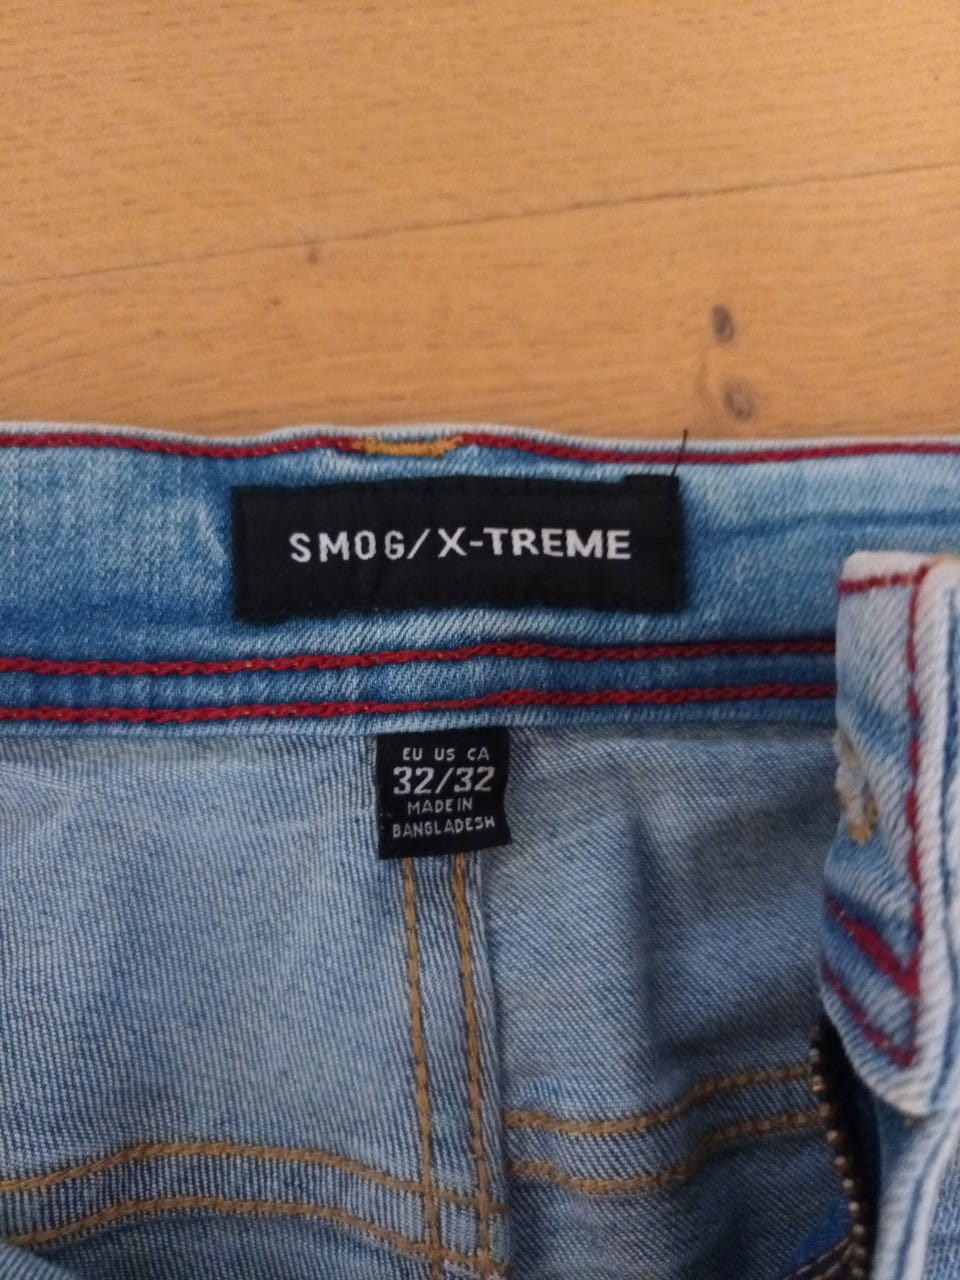 SMOG/X-TREME
EU US CA
32/32
MADE IN
BANGLADESH